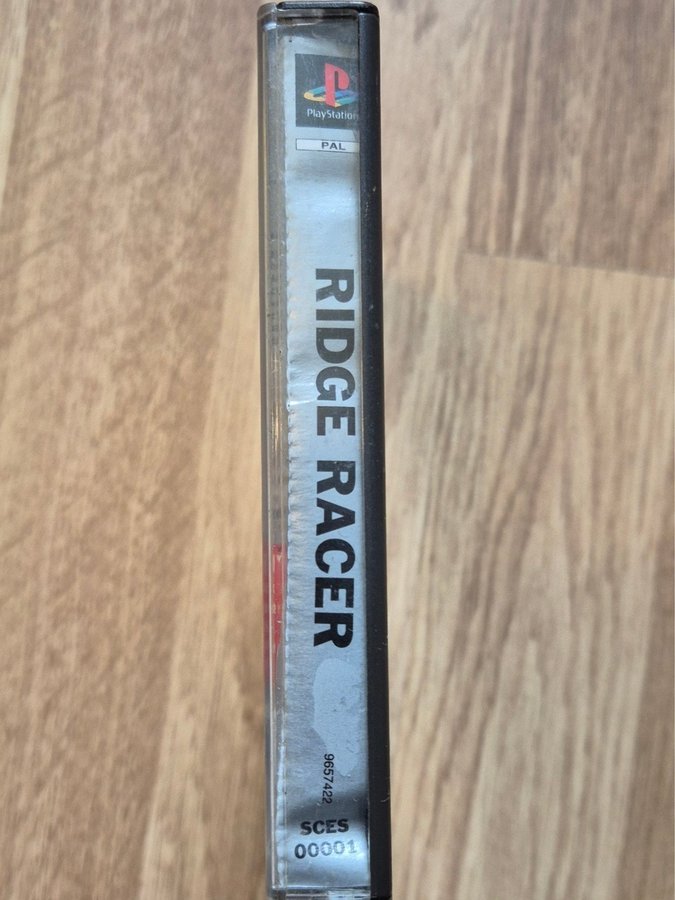 PlayStation
PAL
RIDGE RACER
9657422
SCES
00001